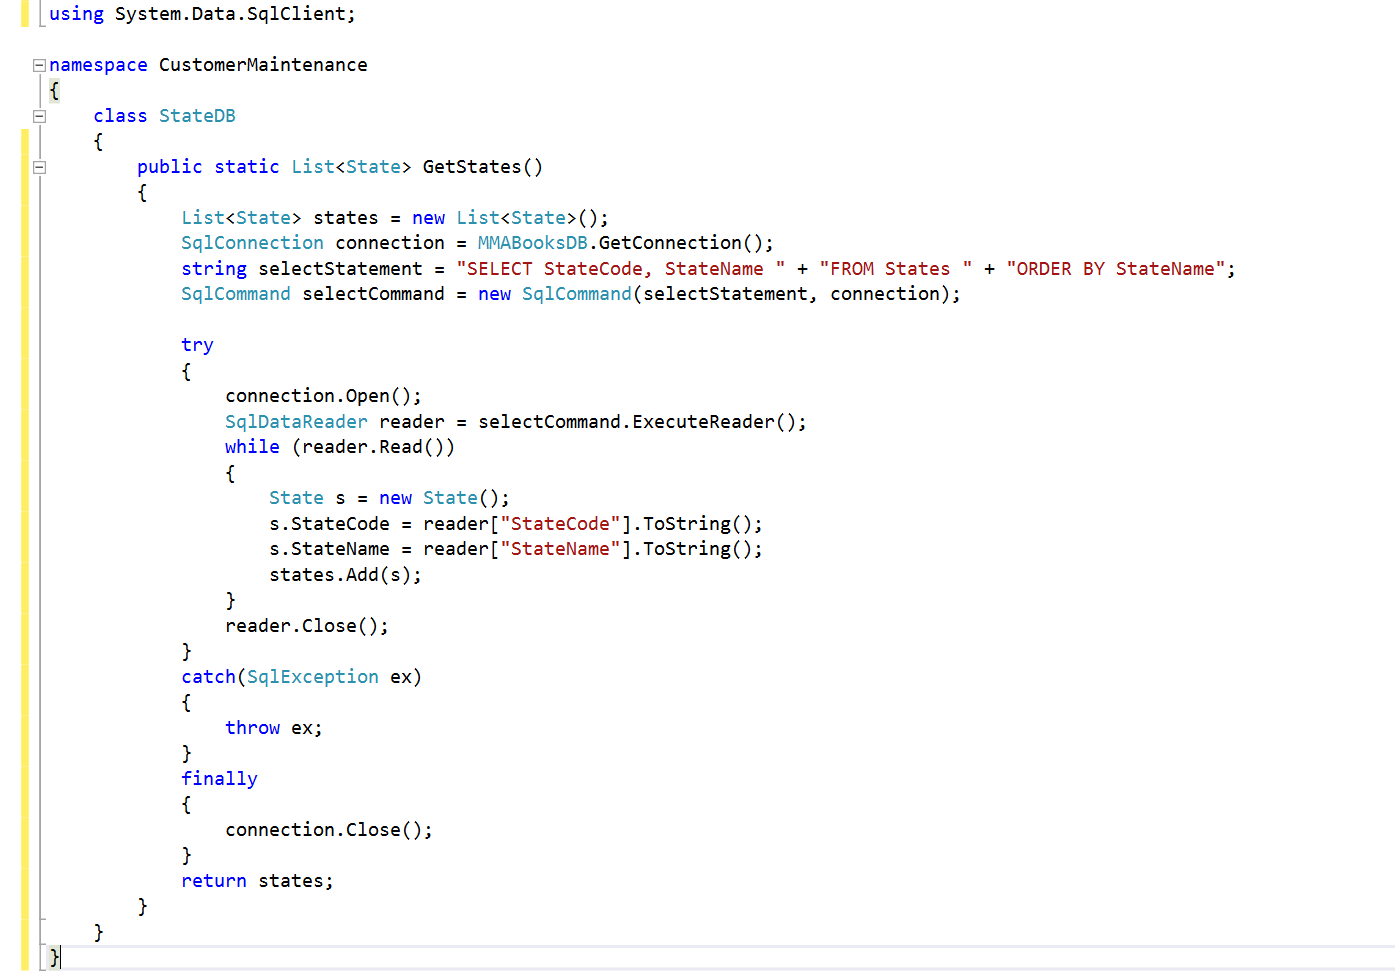 using System.Data.SqlClient;
namespace CustomerMaintenance
{
class StateDB
{
public static List<State> GetStates()
{
List<State> states = new List<State>();
SqlConnection connection = MMABooksDB.GetConnection();
string selectStatement = "SELECT StateCode, StateName " + "FROM States " + "ORDER BY StateName";
SqlCommand selectCommand = new SqlCommand(selectStatement, connection);
try
{
connection.Open();
SqlDataReader reader = selectCommand.ExecuteReader();
while (reader.Read())
{
State s = new State();
s.StateCode = reader["StateCode"].ToString();
s.StateName = reader["StateName"].ToString();
states.Add(s);
}
reader.Close();
}
catch(SqlException ex)
{
throw ex;
}
finally
{
connection.Close();
}
return states;
}
}
}